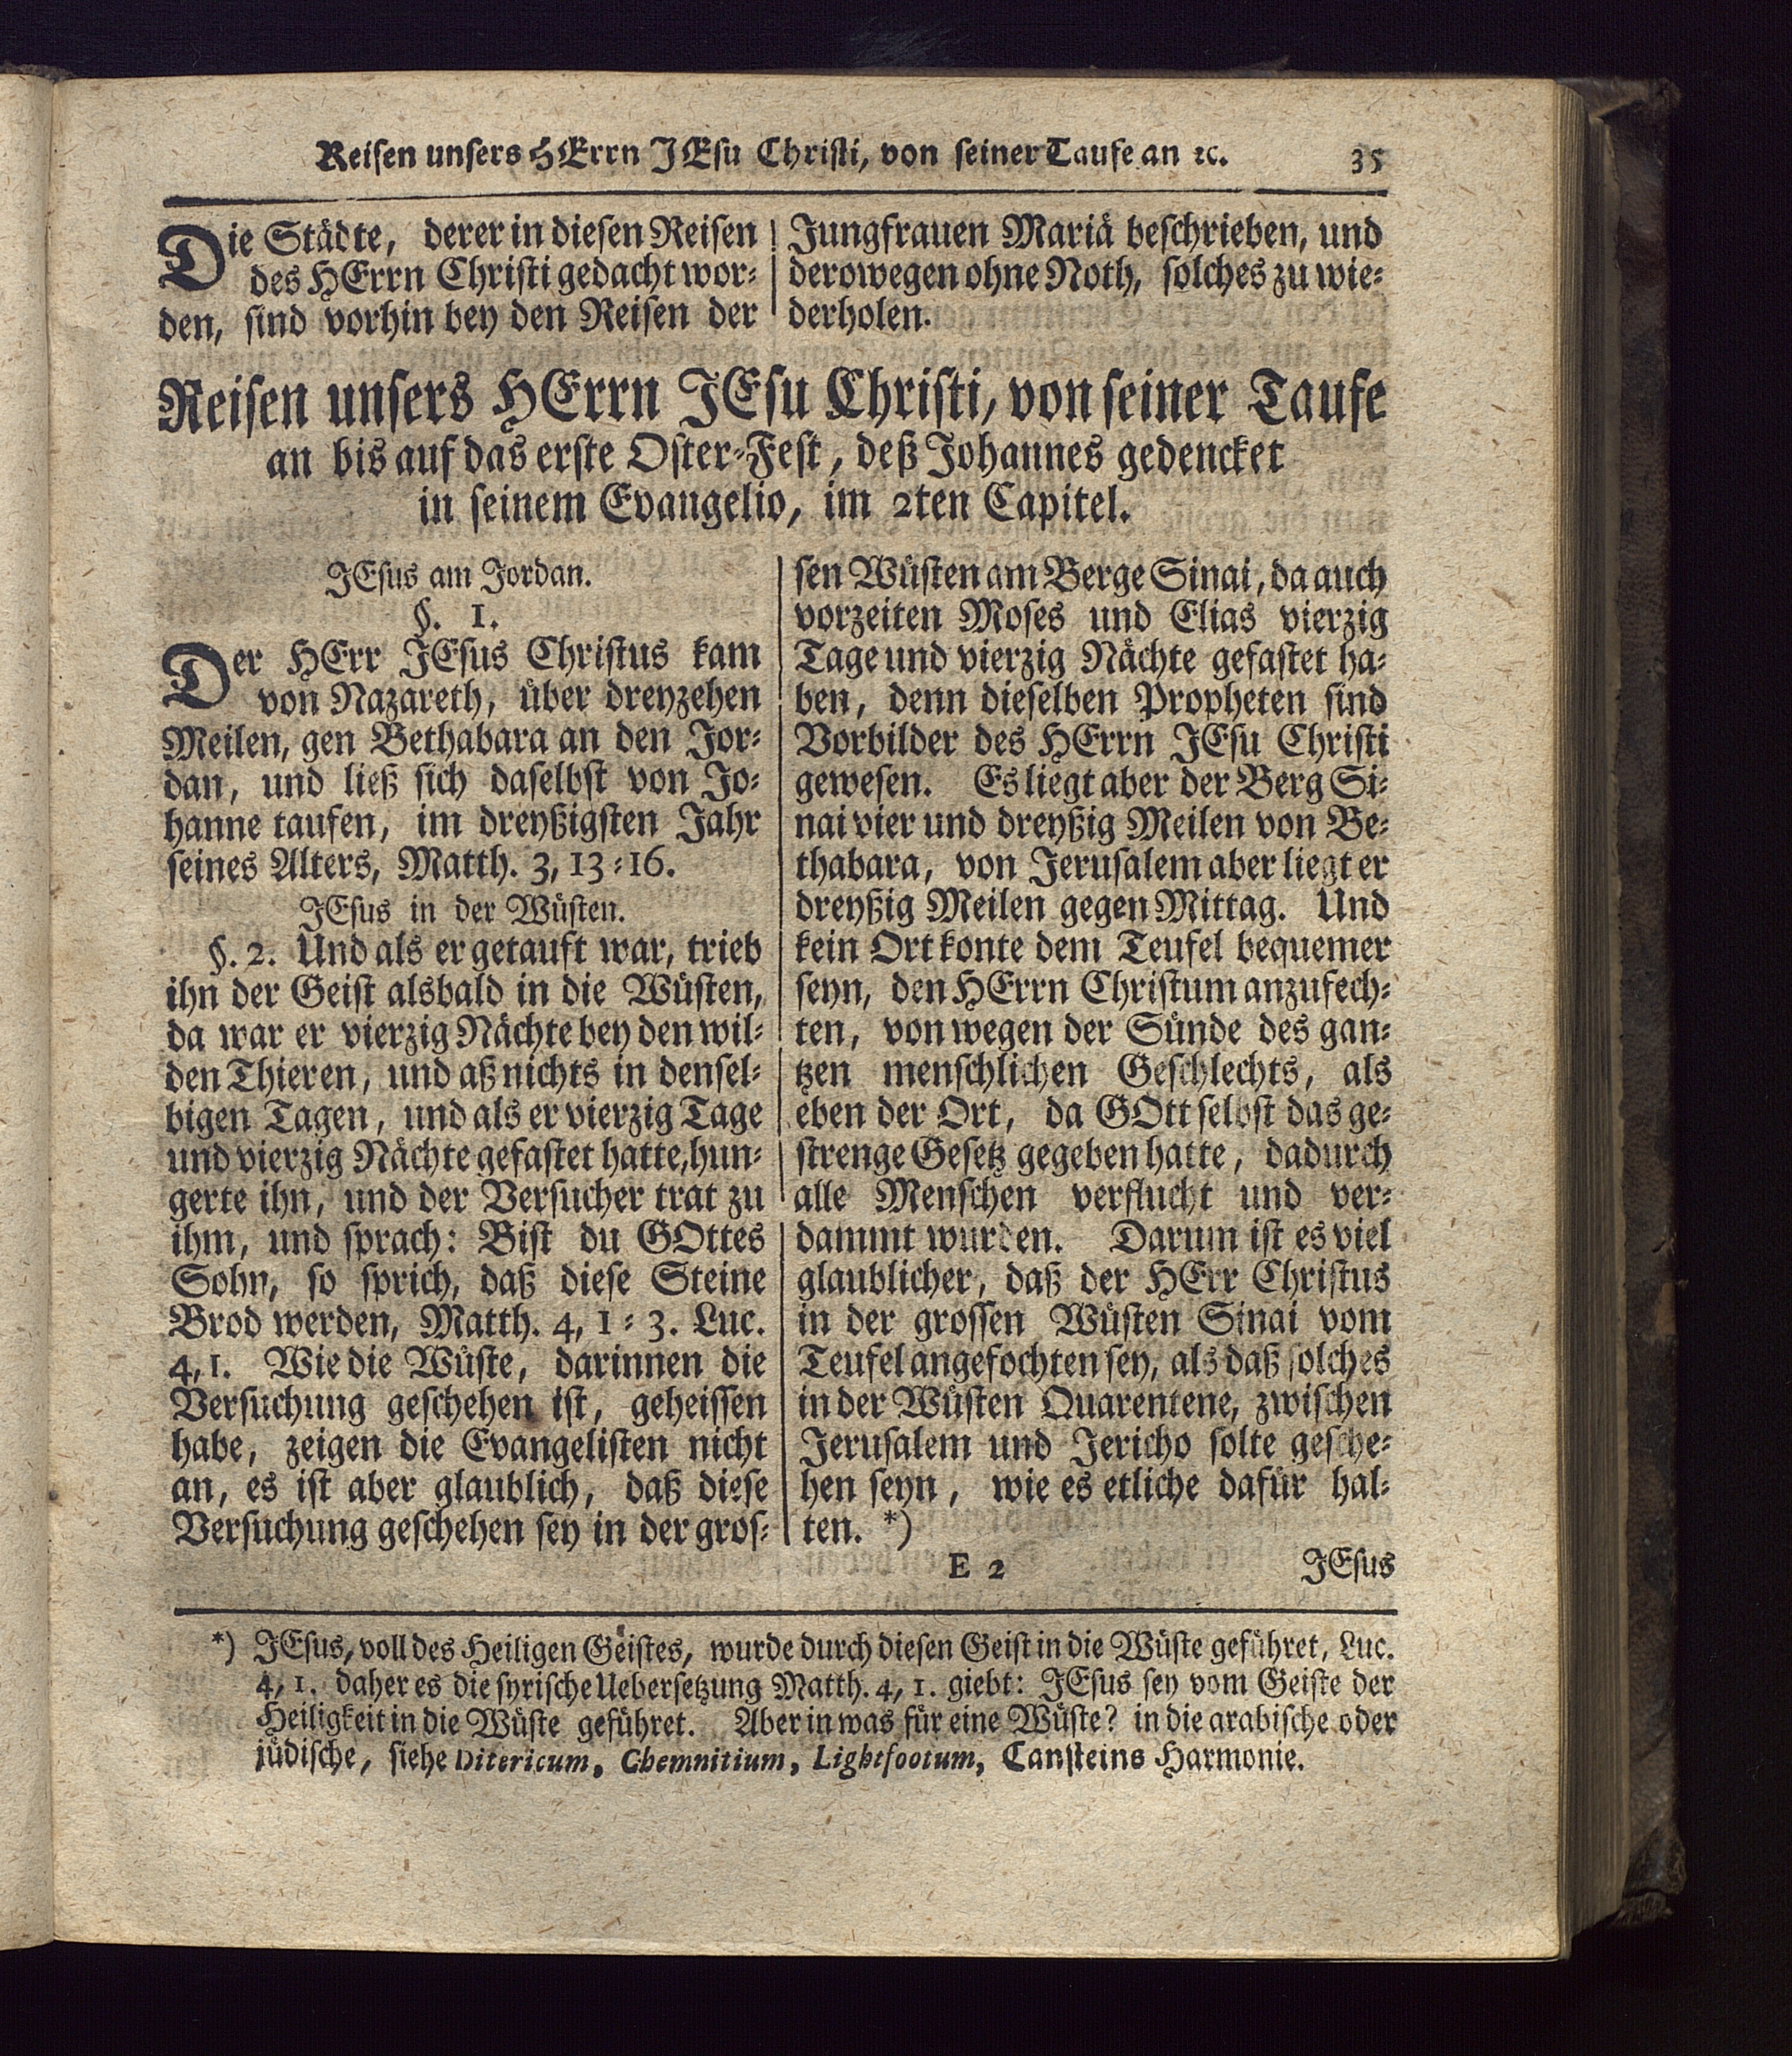 Reisen unsers HErrn JEsu Christi, von seiner Taufe an ꝛc. 35
Die Städte, derer in diesen Reisen
des HErrn Christi gedacht wor-
den, sind vorhin bey den Reisen der
Jungfrauen Mariä beschrieben, und
derowegen ohne Noth, solches zu wie-
derholen.
Reisen unsers HErrn JEsu Christi, von seiner Taufe
an bis auf das erste Oster-Fest, deß Johannes gedencket
in seinem Evangelio, im 2ten Capitel.
JEsus am Jordan.
§. 1.
Der HErr JEsus Christus kam
von Nazareth, über dreyzehen
Meilen, gen Bethabara an den Jor-
dan, und ließ sich daselbst von Jo-
hanne taufen, im dreyßigsten Jahr
seines Alters, Matth. 3, 13-16.
JEsus in der Wüsten.
§. 2. Und als er getauft war, trieb
ihn der Geist alsbald in die Wüsten,
da war er vierzig Nächte bey den wil-
den Thieren, und aß nichts in densel-
bigen Tagen, und als er vierzig Tage
und vierzig Nächte gefastet hatte, hun-
gerte ihn, und der Versucher trat zu
ihm, und sprach: Bist du GOttes
Sohn, so sprich, daß diese Steine
Brod werden, Matth. 4, 1-3. Luc.
4, 1. Wie die Wüste, darinnen die
Versuchung geschehen ist, geheissen
habe, zeigen die Evangelisten nicht
an, es ist aber glaublich, daß diese
Versuchung geschehen sey in der gros-
sen Wüsten am Berge Sinai, da auch
vorzeiten Moses und Elias vierzig
Tage und vierzig Nächte gefastet ha-
ben, denn dieselben Propheten sind
Vorbilder des HErrn JEsu Christi
gewesen. Es liegt aber der Berg Si-
nai vier und dreyßig Meilen von Be-
thabara, von Jerusalem aber liegt er
dreyßig Meilen gegen Mittag. Und
kein Ort konte dem Teufel bequemer
seyn, den HErrn Christum anzufech-
ten, von wegen der Sünde des gan-
tzen menschlichen Geschlechts, als
eben der Ort, da GOtt selbst das ge-
strenge Gesetz gegeben hatte, dadurch
alle Menschen verflucht und ver-
dammt wurden. Darum ist es viel
glaublicher, daß der HErr Christus
in der grossen Wüsten Sinai vom
Teufel angefochten sey, als daß solches
in der Wüsten Quarentene, zwischen
Jerusalem und Jericho solte gesche-
hen seyn, wie es etliche dafür hal-
ten. *)
E 2 JEsus
*) JEsus, voll des Heiligen Geistes, wurde durch diesen Geist in die Wüste geführet, Luc.
4, 1. daher es die syrische Uebersetzung Matth. 4, 1. giebt: JEsus sey vom Geiste der
Heiligkeit in die Wüste geführet. Aber in was für eine Wüste? in die arabische oder
jüdische, siehe Ditericum, Chemnitium, Lightfootum, Cansteins Harmonie.